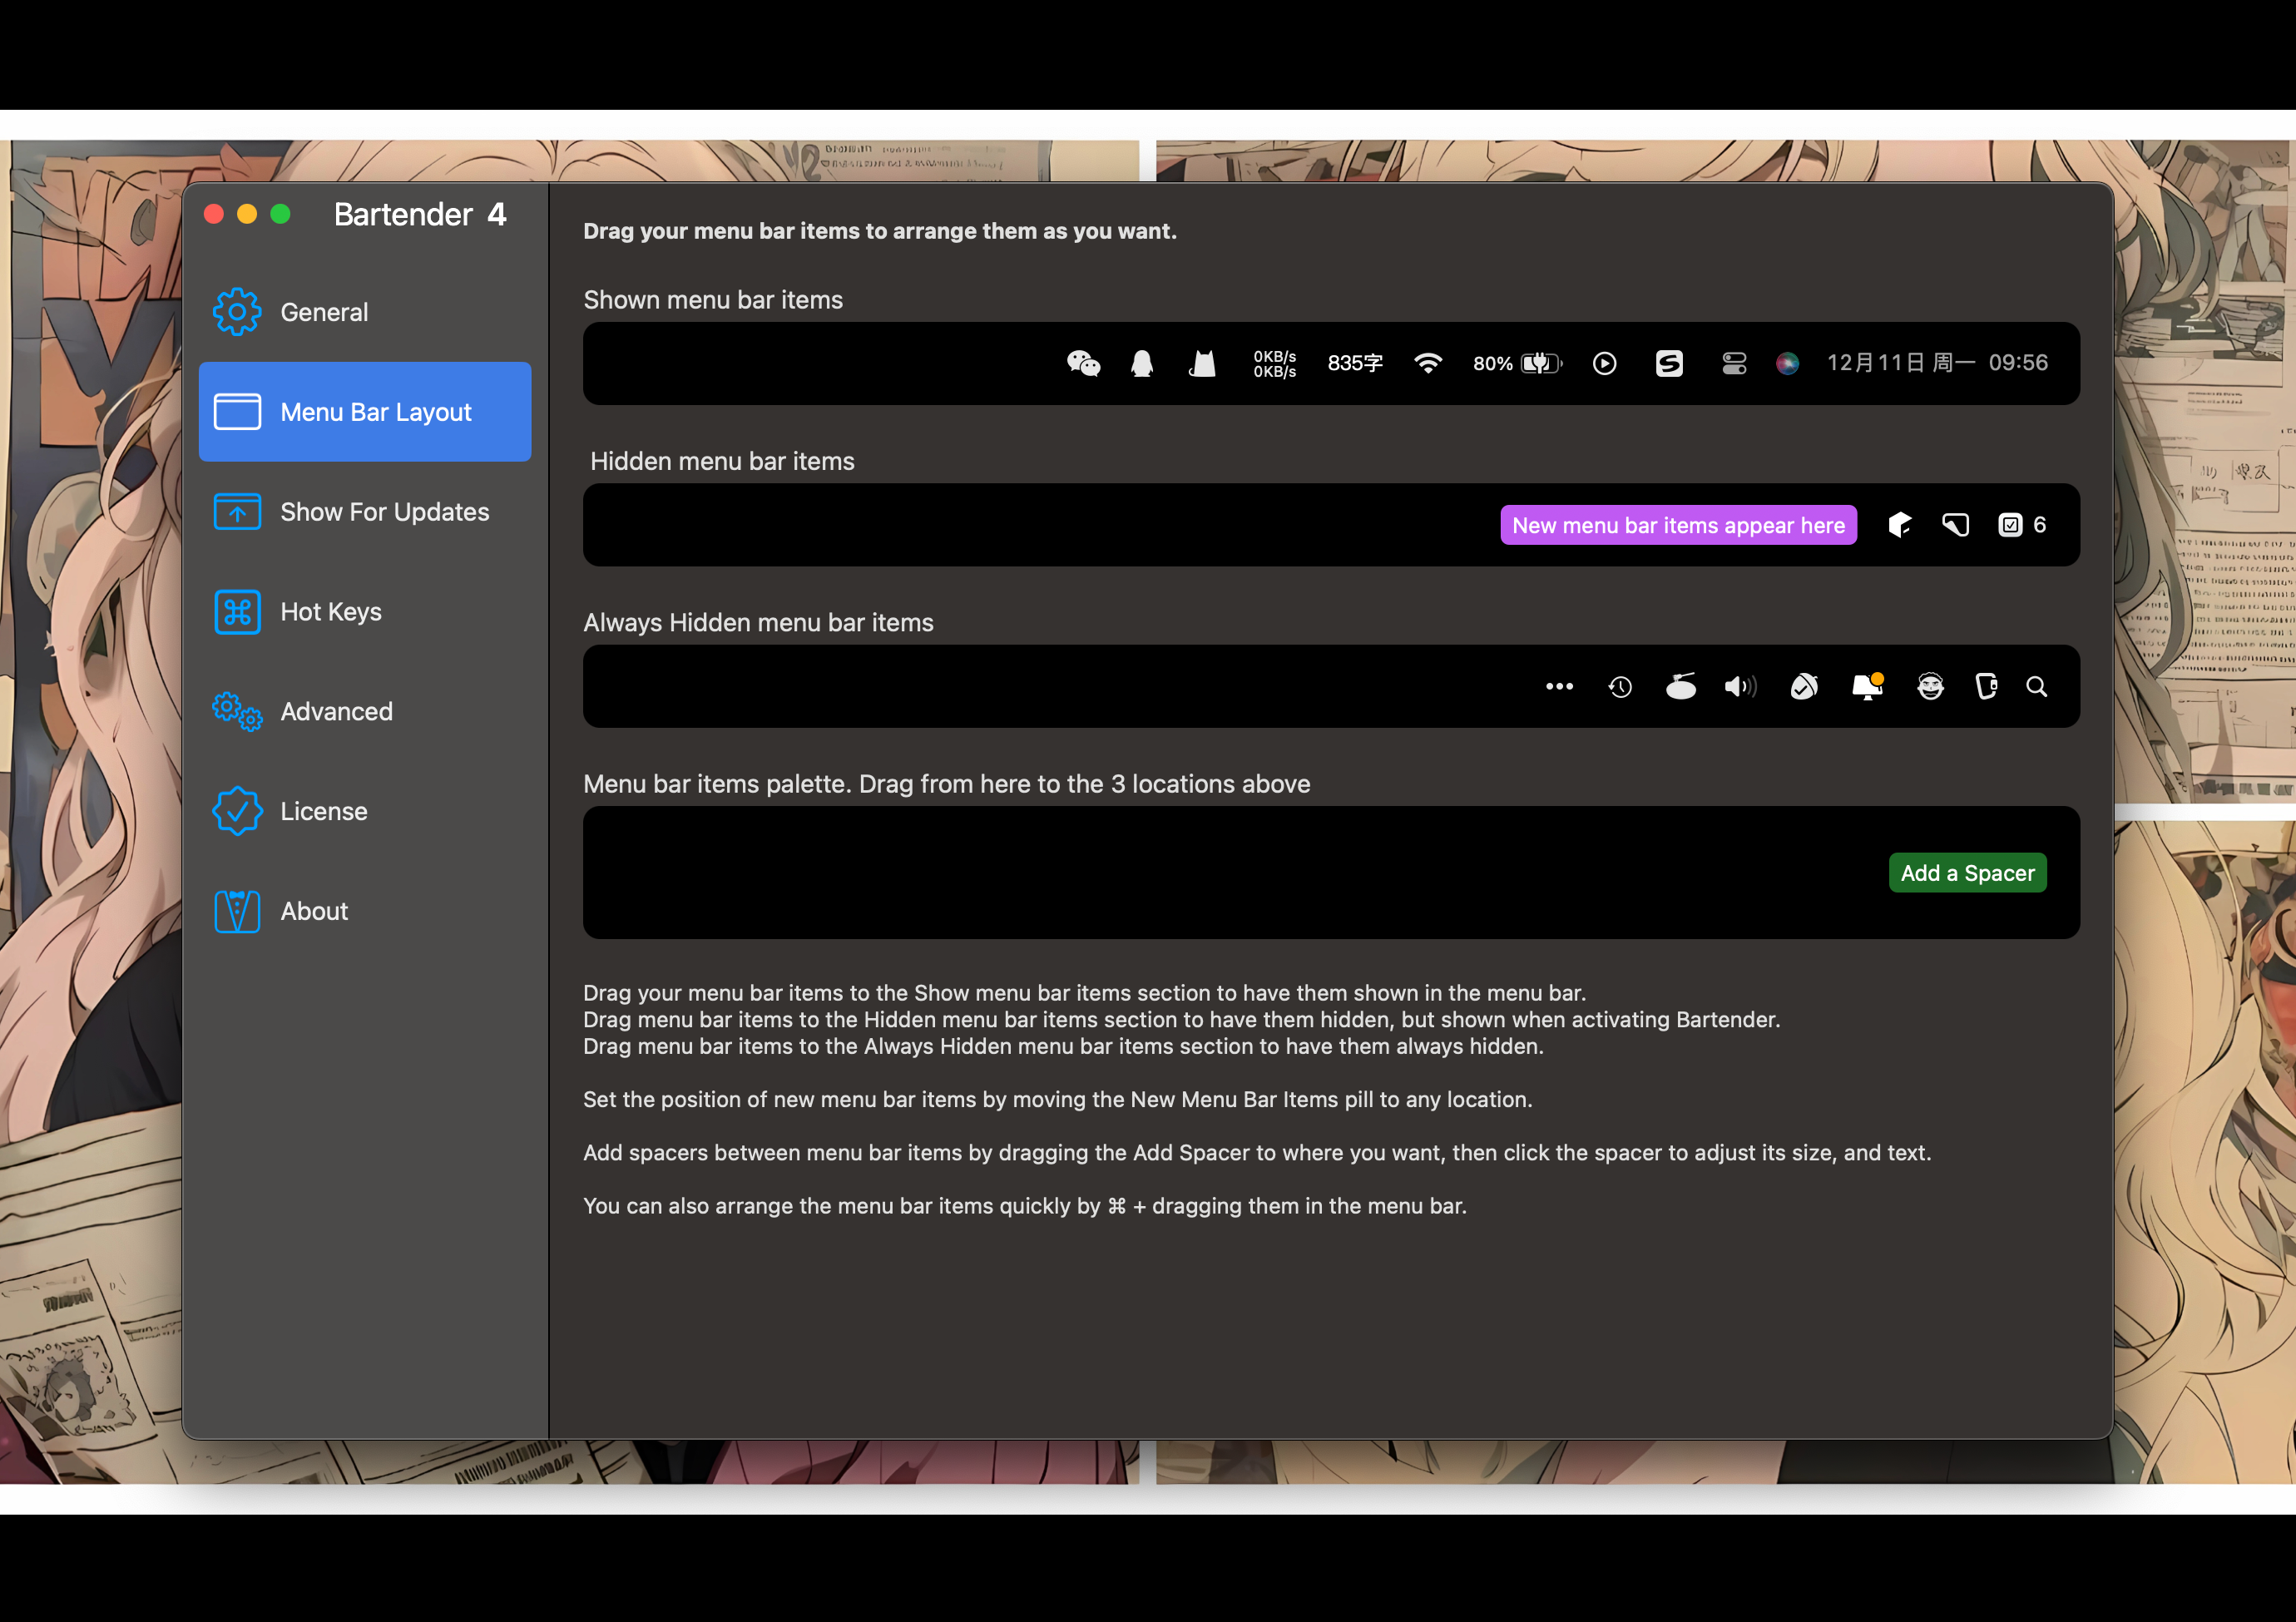 Bartender 4
General
Menu Bar Layout
Show For Updates
Hot Keys
Advanced
License
About
Drag your menu bar items to arrange them as you want.
Shown menu bar items
0KB/s
0KB/s
835字
80%
12月11日 周一 09:56
Hidden menu bar items
New menu bar items appear here
6
Always Hidden menu bar items
Menu bar items palette. Drag from here to the 3 locations above
Add a Spacer
Drag your menu bar items to the Show menu bar items section to have them shown in the menu bar.
Drag menu bar items to the Hidden menu bar items section to have them hidden, but shown when activating Bartender.
Drag menu bar items to the Always Hidden menu bar items section to have them always hidden.
Set the position of new menu bar items by moving the New Menu Bar Items pill to any location.
Add spacers between menu bar items by dragging the Add Spacer to where you want, then click the spacer to adjust its size, and text.
You can also arrange the menu bar items quickly by ⌘ + dragging them in the menu bar.